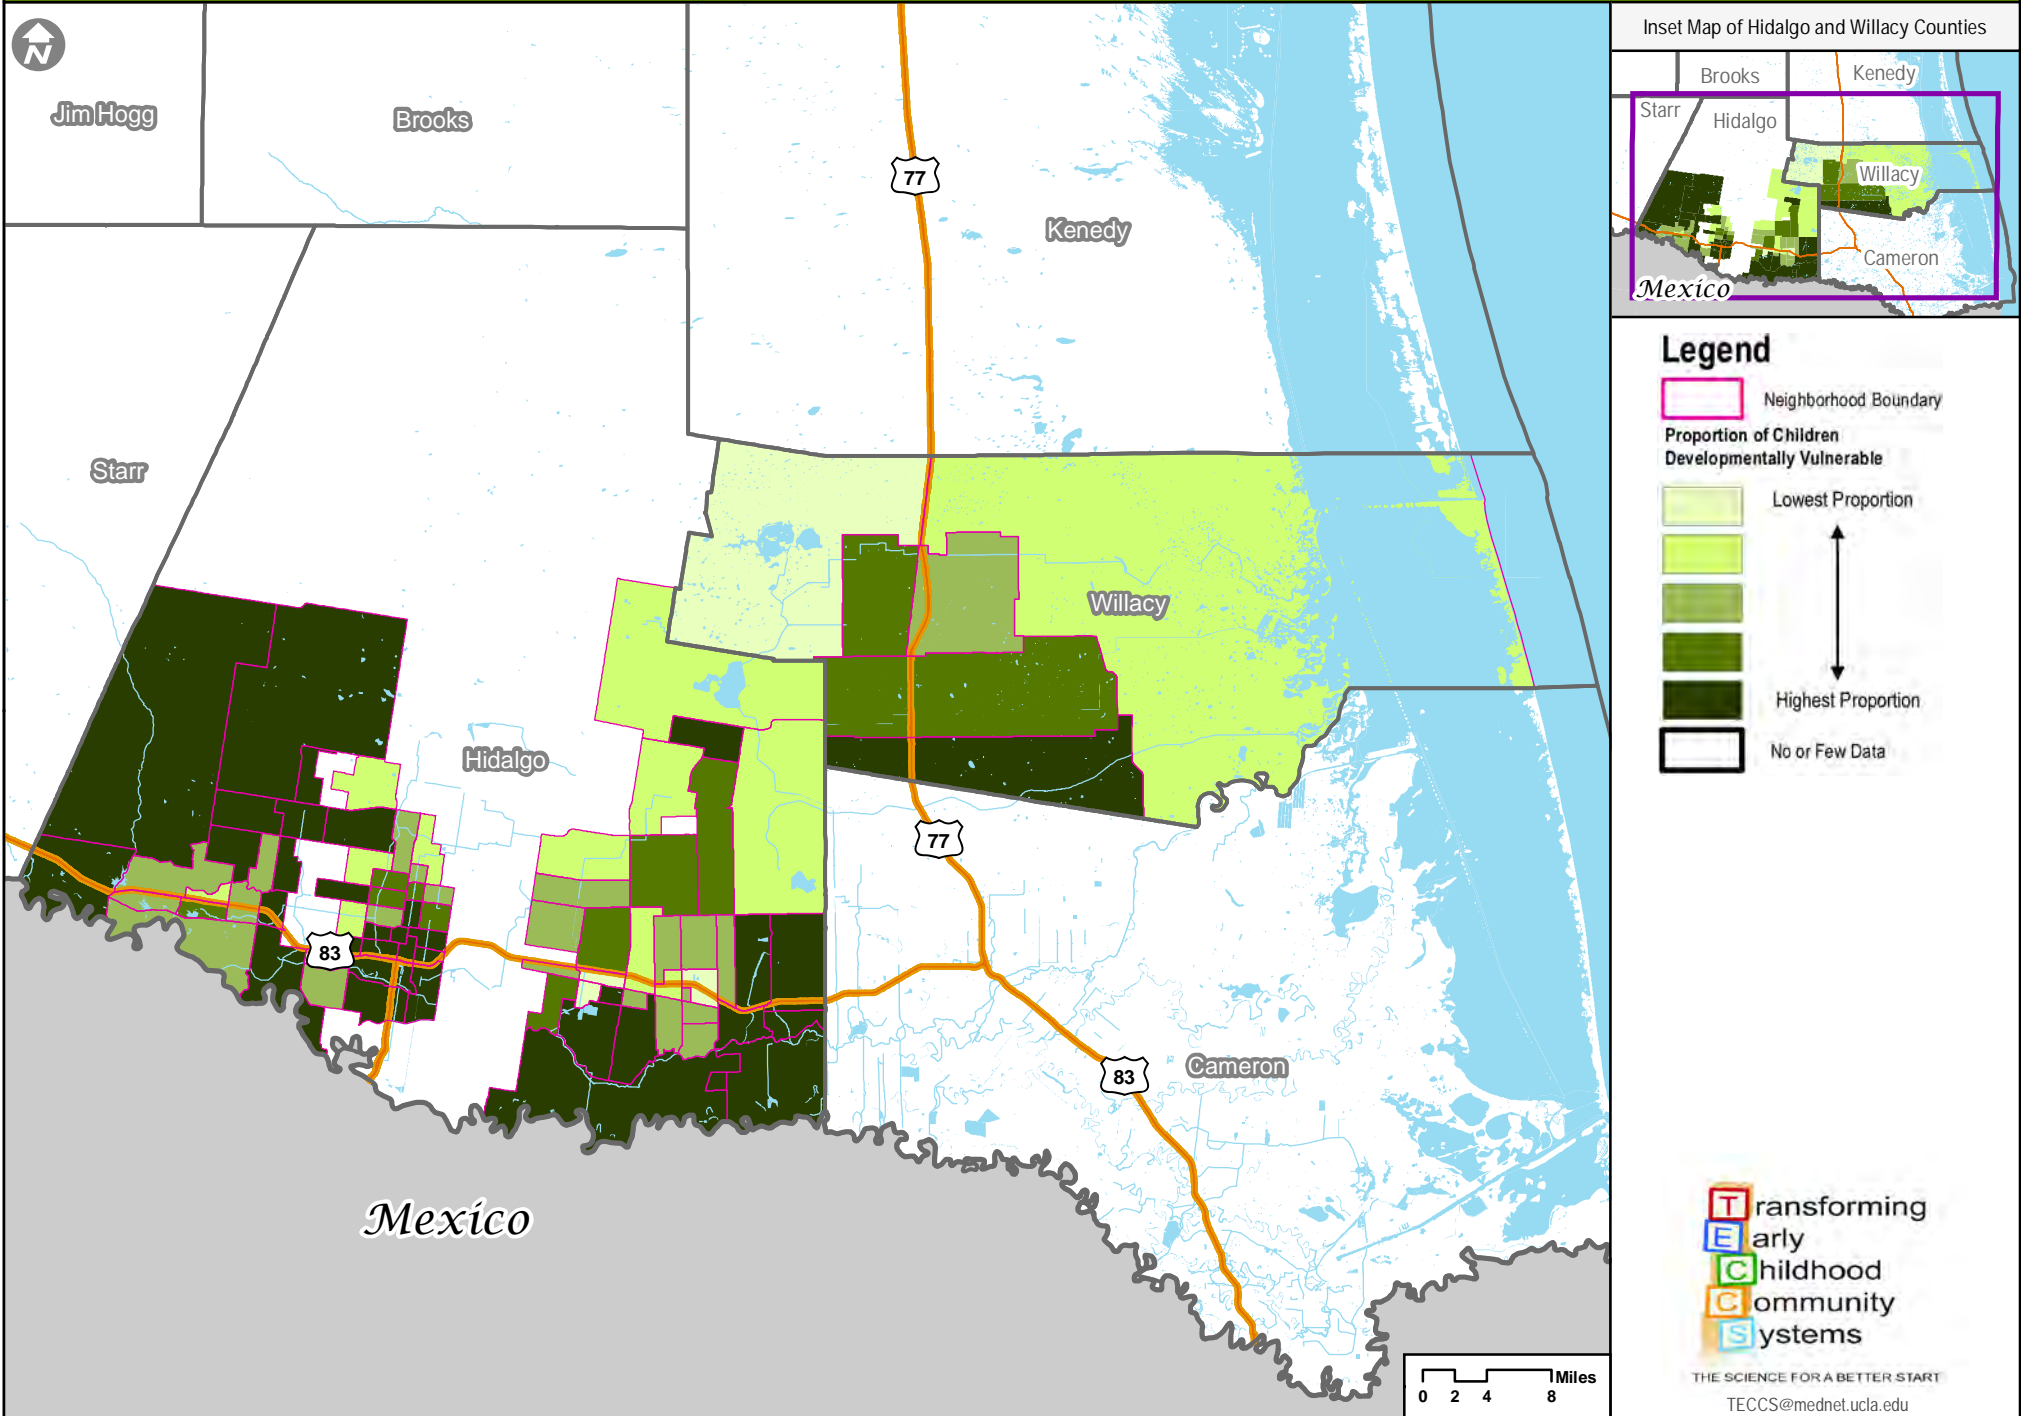 N
Jim Hogg
Brooks
77
Kenedy
Starr
Willacy
Hidalgo
77
83
Cameron
83
Mexico
Miles
0 2 4 8
Inset Map of Hidalgo and Willacy Counties
Brooks
Kenedy
Starr
Hidalgo
Willacy
Cameron
Mexico
Legend
Neighborhood Boundary
Proportion of Children
Developmentally Vulnerable
Lowest Proportion
Highest Proportion
No or Few Data
Transforming
Early
Childhood
Community
Systems
THE SCIENCE FOR A BETTER START
TECCS@mednet.ucla.edu